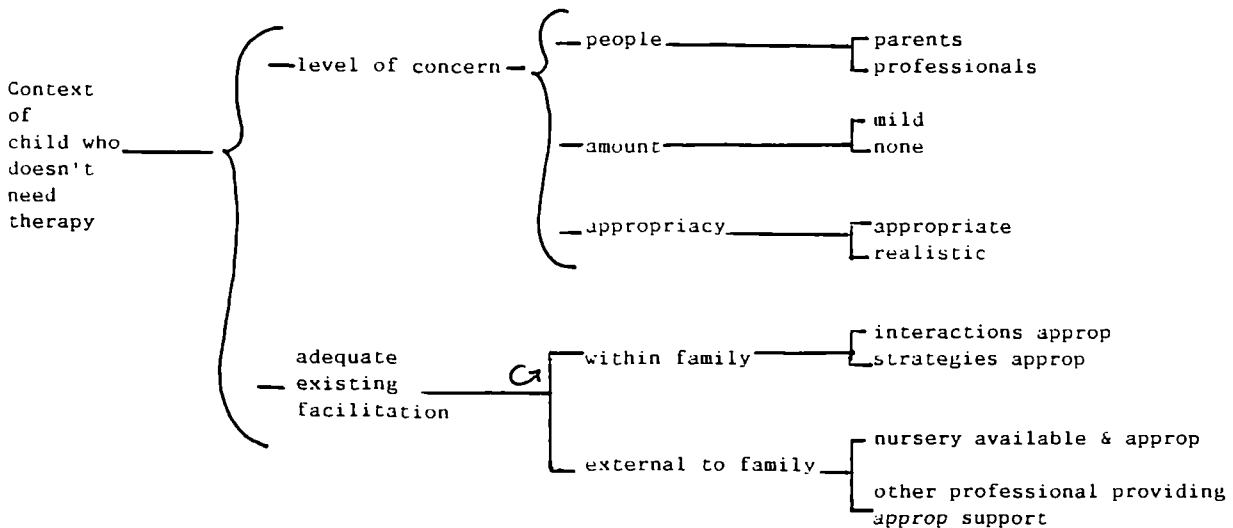 Context
of
child who
doesn't
need
therapy
level of concern
people
parents
professionals
amount
mild
none
appropriacy
appropriate
realistic
adequate
existing
facilitation
within family
interactions approp
strategies approp
external to family
nursery available & approp
other professional providing
approp support